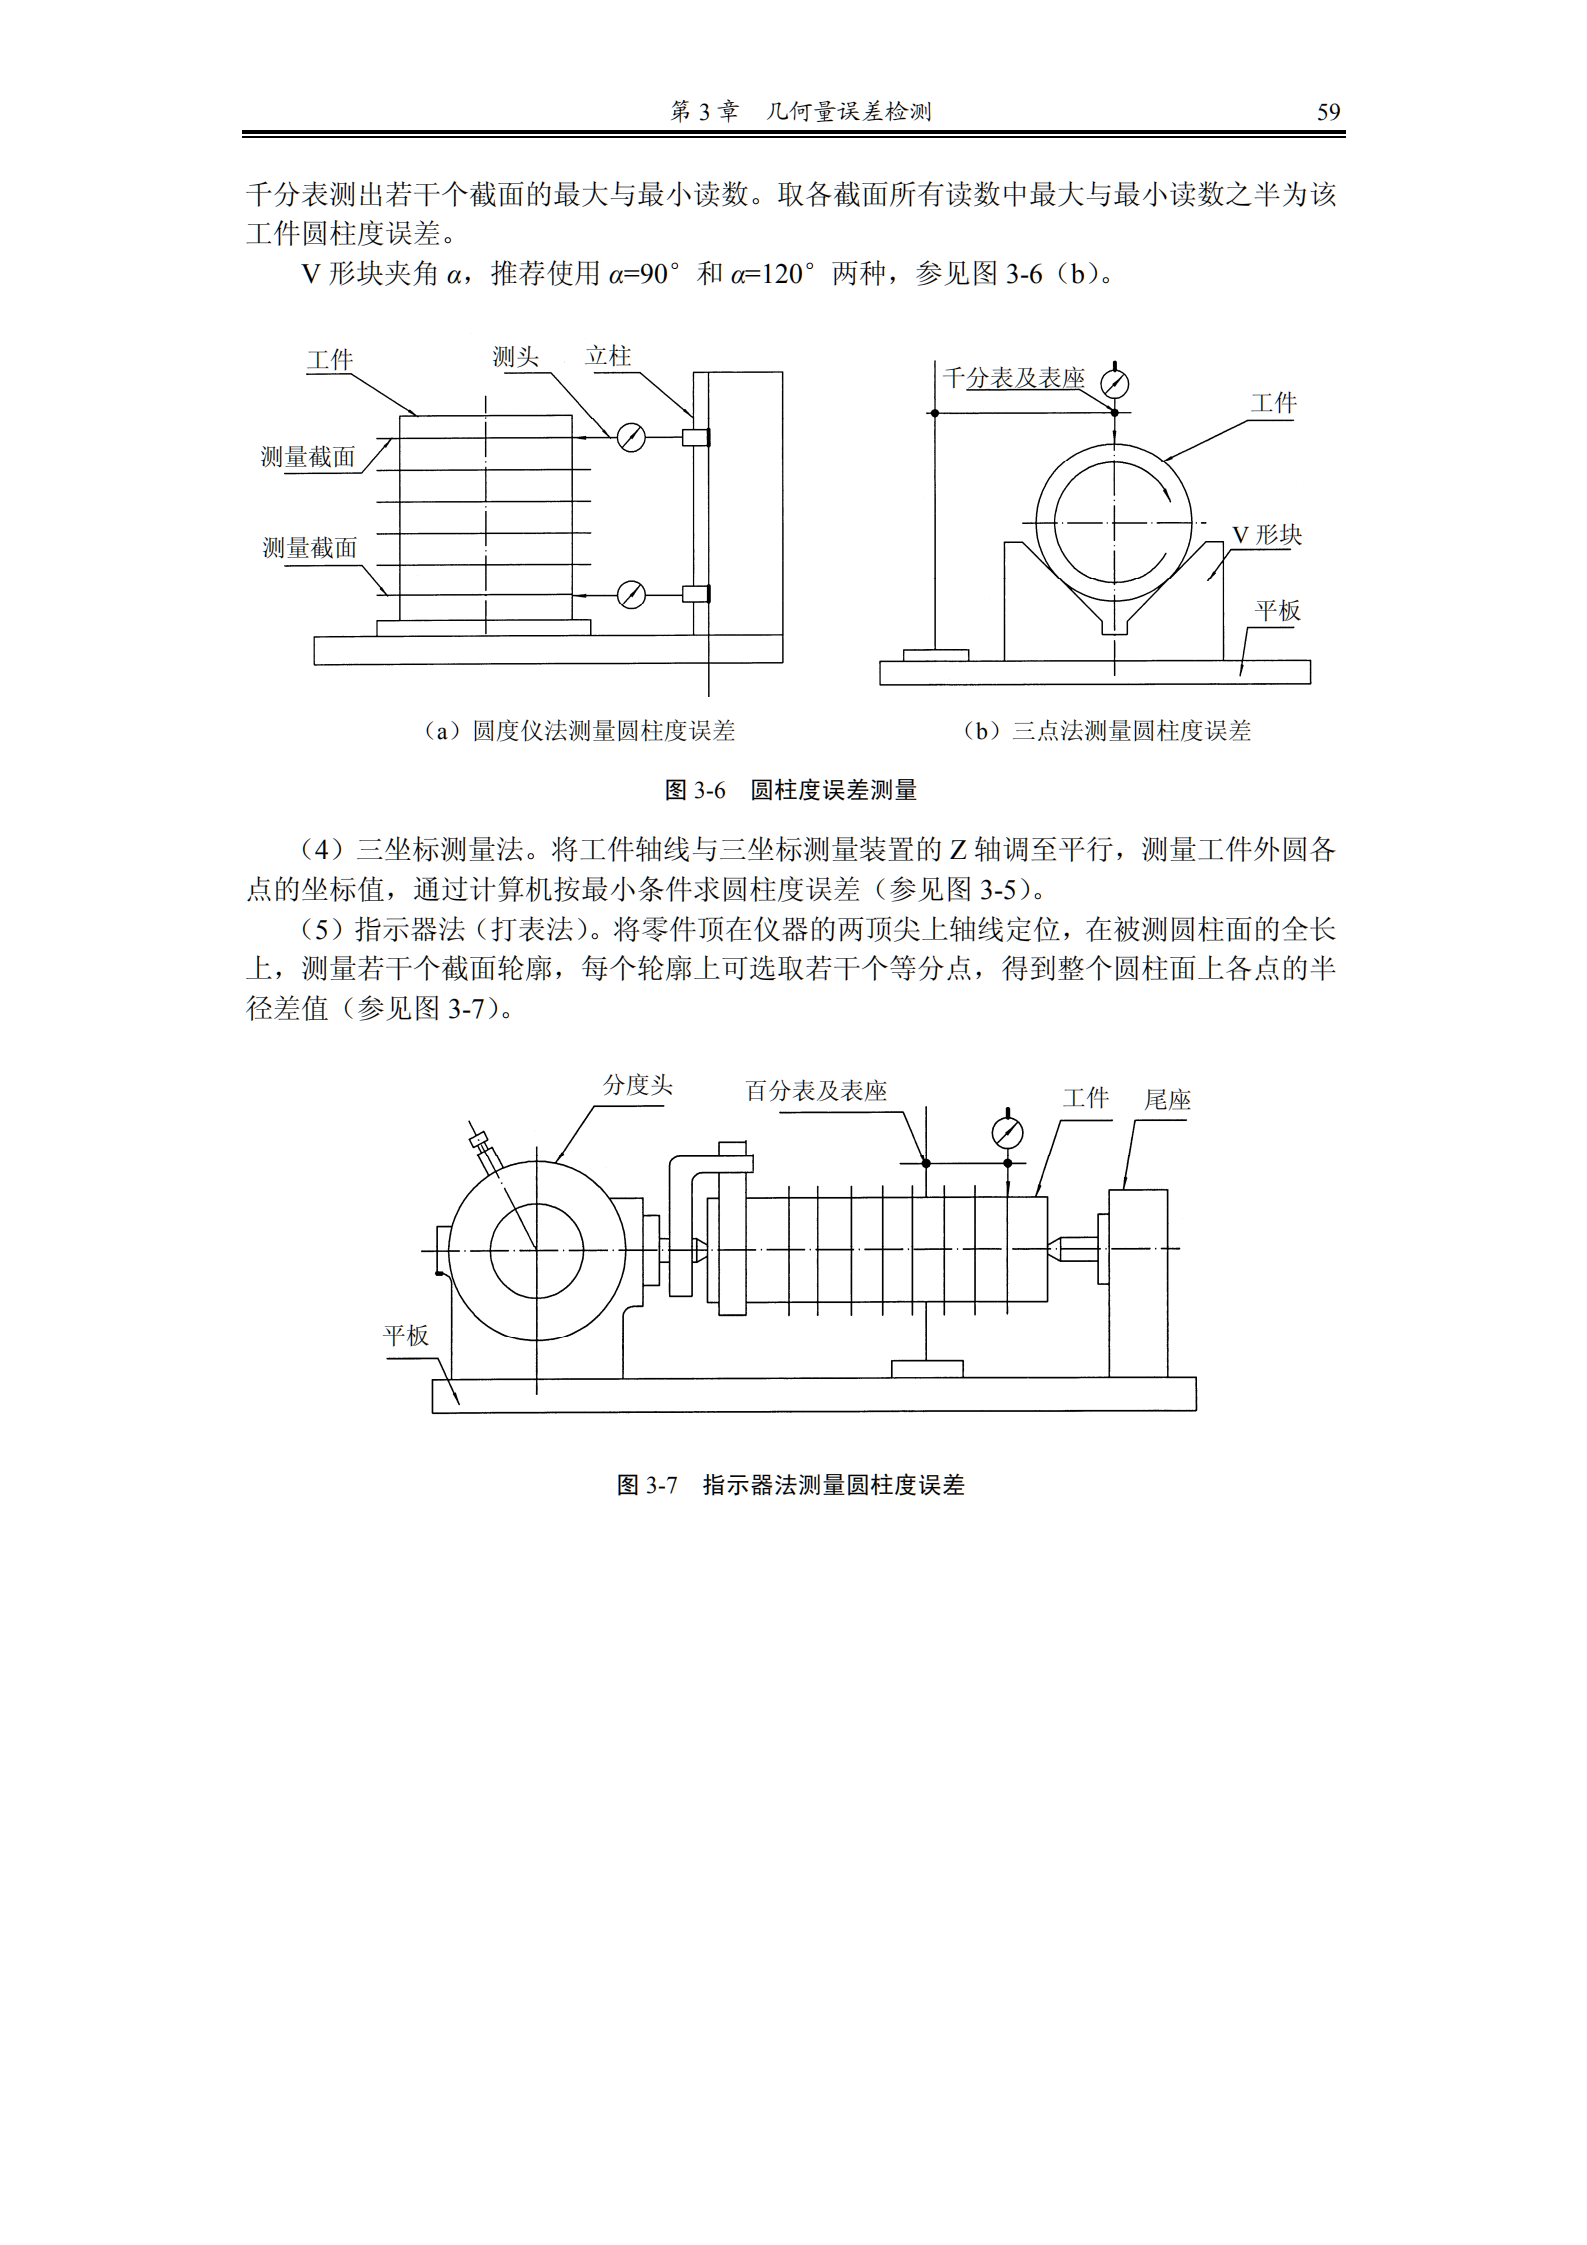 第 3 章　几何量误差检测　59
千分表测出若干个截面的最大与最小读数。取各截面所有读数中最大与最小读数之半为该
工件圆柱度误差。
V 形块夹角 α，推荐使用 α=90°和 α=120°两种，参见图 3-6（b）。
工件
测头
立柱
测量截面
测量截面
千分表及表座
工件
V 形块
平板
（a）圆度仪法测量圆柱度误差
（b）三点法测量圆柱度误差
图 3-6　圆柱度误差测量
（4）三坐标测量法。将工件轴线与三坐标测量装置的 Z 轴调至平行，测量工件外圆各
点的坐标值，通过计算机按最小条件求圆柱度误差（参见图 3-5）。
（5）指示器法（打表法）。将零件顶在仪器的两顶尖上轴线定位，在被测圆柱面的全长
上，测量若干个截面轮廓，每个轮廓上可选取若干个等分点，得到整个圆柱面上各点的半
径差值（参见图 3-7）。
分度头
百分表及表座
工件
尾座
平板
图 3-7　指示器法测量圆柱度误差